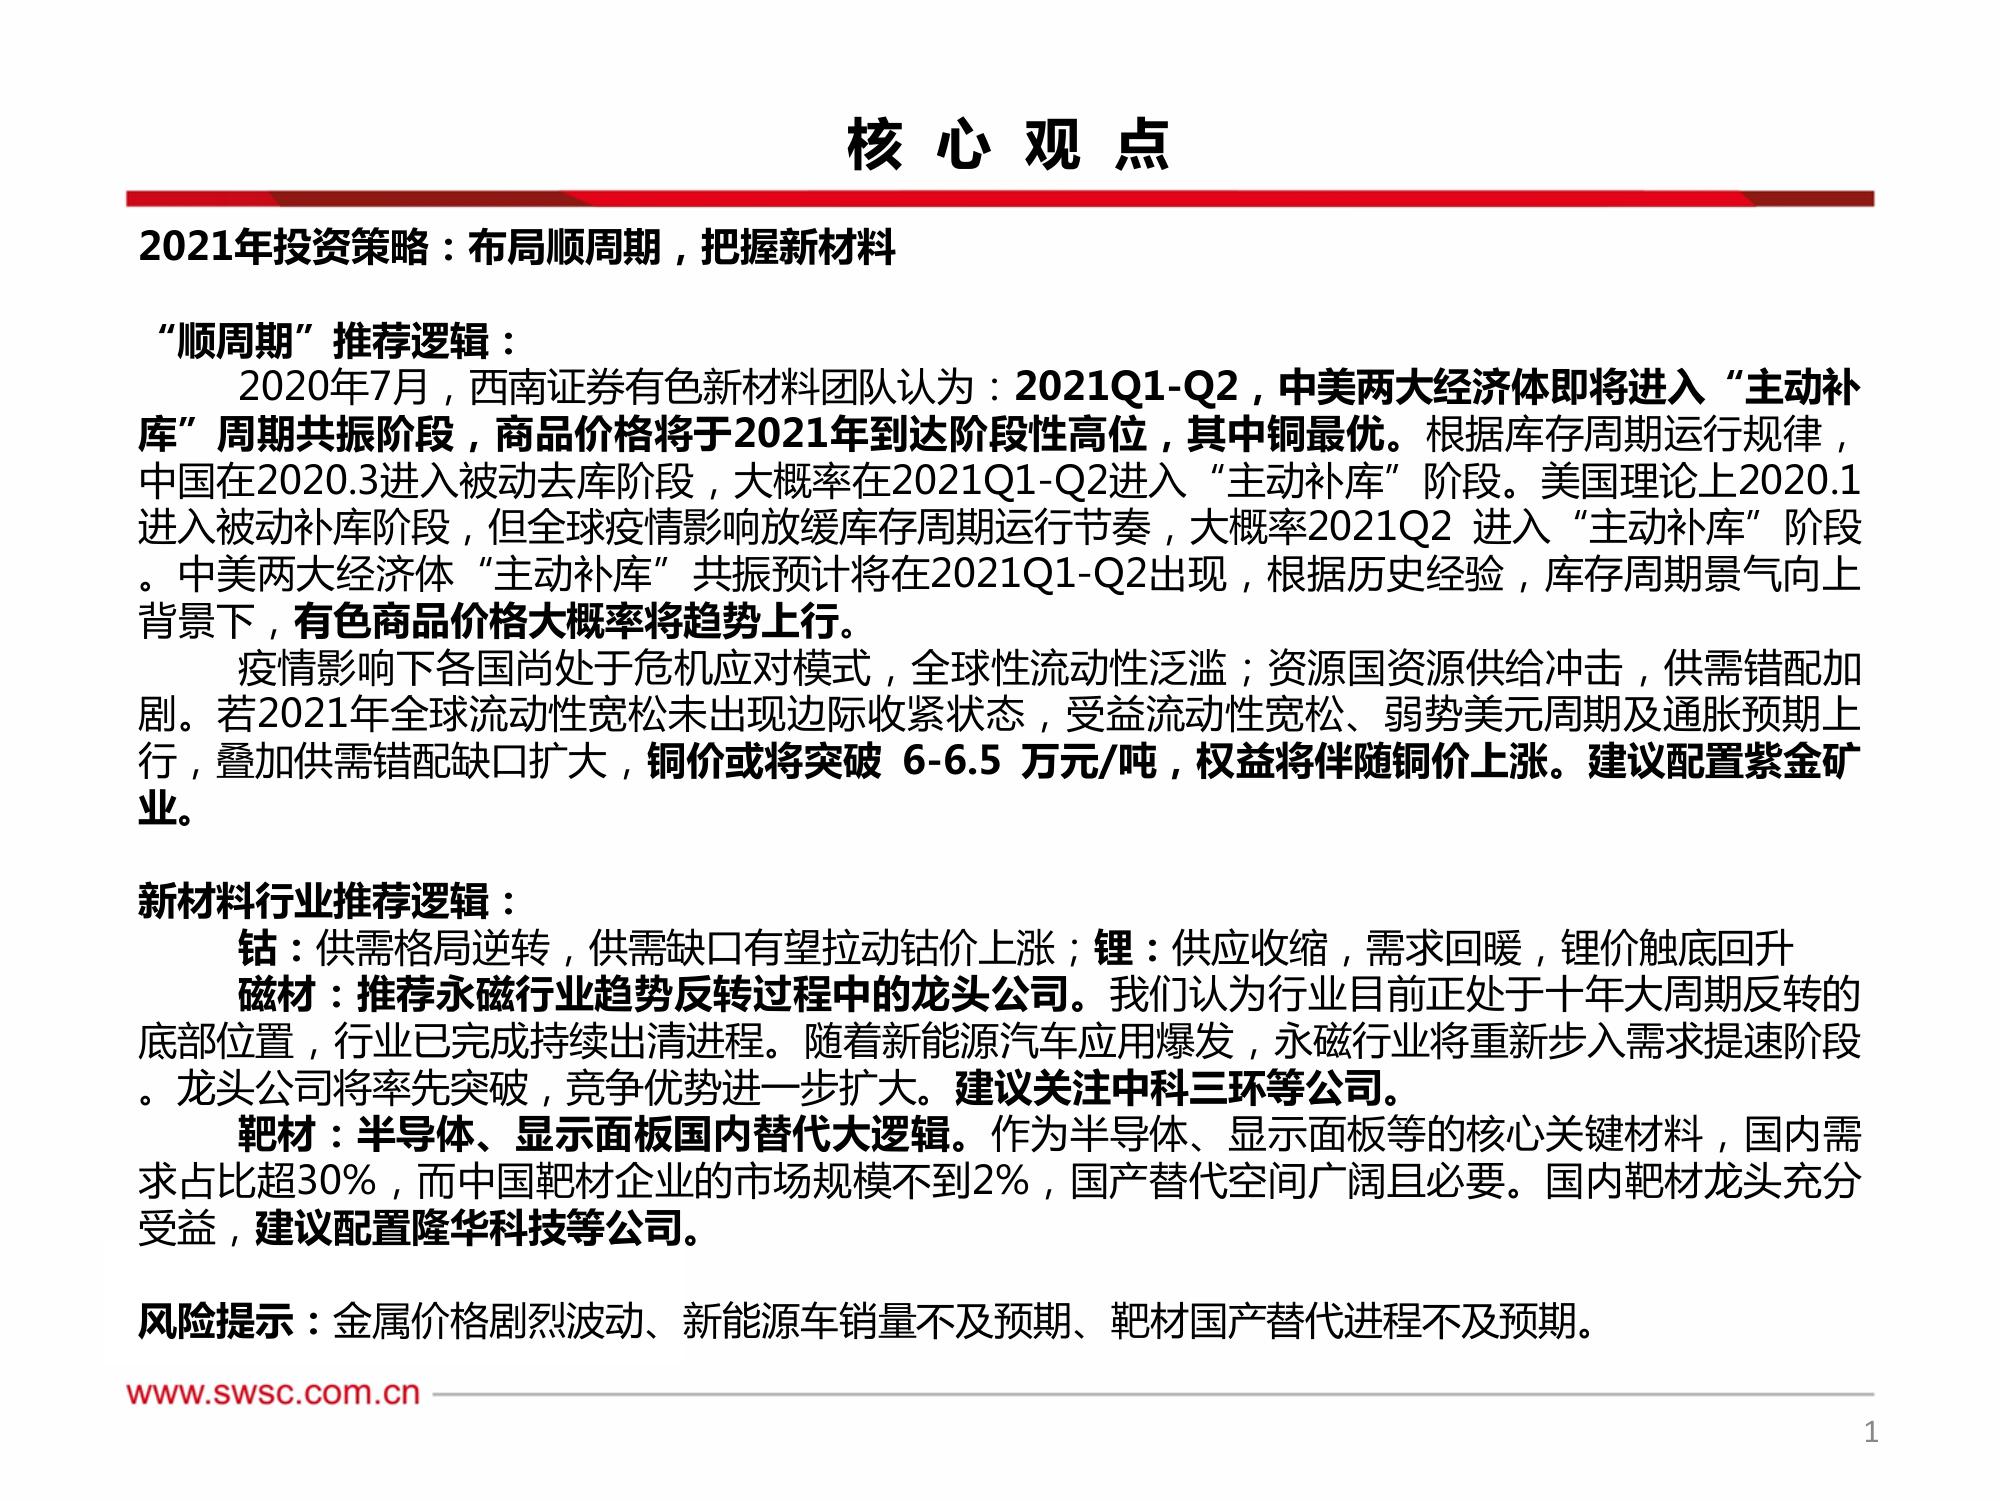 核 心 观 点
2021年投资策略：布局顺周期，把握新材料
“顺周期”推荐逻辑：
2020年7月，西南证券有色新材料团队认为：2021Q1-Q2，中美两大经济体即将进入“主动补
库”周期共振阶段，商品价格将于2021年到达阶段性高位，其中铜最优。根据库存周期运行规律，
中国在2020.3进入被动去库阶段，大概率在2021Q1-Q2进入“主动补库”阶段。美国理论上2020.1
进入被动补库阶段，但全球疫情影响放缓库存周期运行节奏，大概率2021Q2 进入“主动补库”阶段
。中美两大经济体“主动补库”共振预计将在2021Q1-Q2出现，根据历史经验，库存周期景气向上
背景下，有色商品价格大概率将趋势上行。
疫情影响下各国尚处于危机应对模式，全球性流动性泛滥；资源国资源供给冲击，供需错配加
剧。若2021年全球流动性宽松未出现边际收紧状态，受益流动性宽松、弱势美元周期及通胀预期上
行，叠加供需错配缺口扩大，铜价或将突破 6-6.5 万元/吨，权益将伴随铜价上涨。建议配置紫金矿
业。
新材料行业推荐逻辑：
钴：供需格局逆转，供需缺口有望拉动钴价上涨；锂：供应收缩，需求回暖，锂价触底回升
磁材：推荐永磁行业趋势反转过程中的龙头公司。我们认为行业目前正处于十年大周期反转的
底部位置，行业已完成持续出清进程。随着新能源汽车应用爆发，永磁行业将重新步入需求提速阶段
。龙头公司将率先突破，竞争优势进一步扩大。建议关注中科三环等公司。
靶材：半导体、显示面板国内替代大逻辑。作为半导体、显示面板等的核心关键材料，国内需
求占比超30%，而中国靶材企业的市场规模不到2%，国产替代空间广阔且必要。国内靶材龙头充分
受益，建议配置隆华科技等公司。
风险提示：金属价格剧烈波动、新能源车销量不及预期、靶材国产替代进程不及预期。
www.swsc.com.cn
1